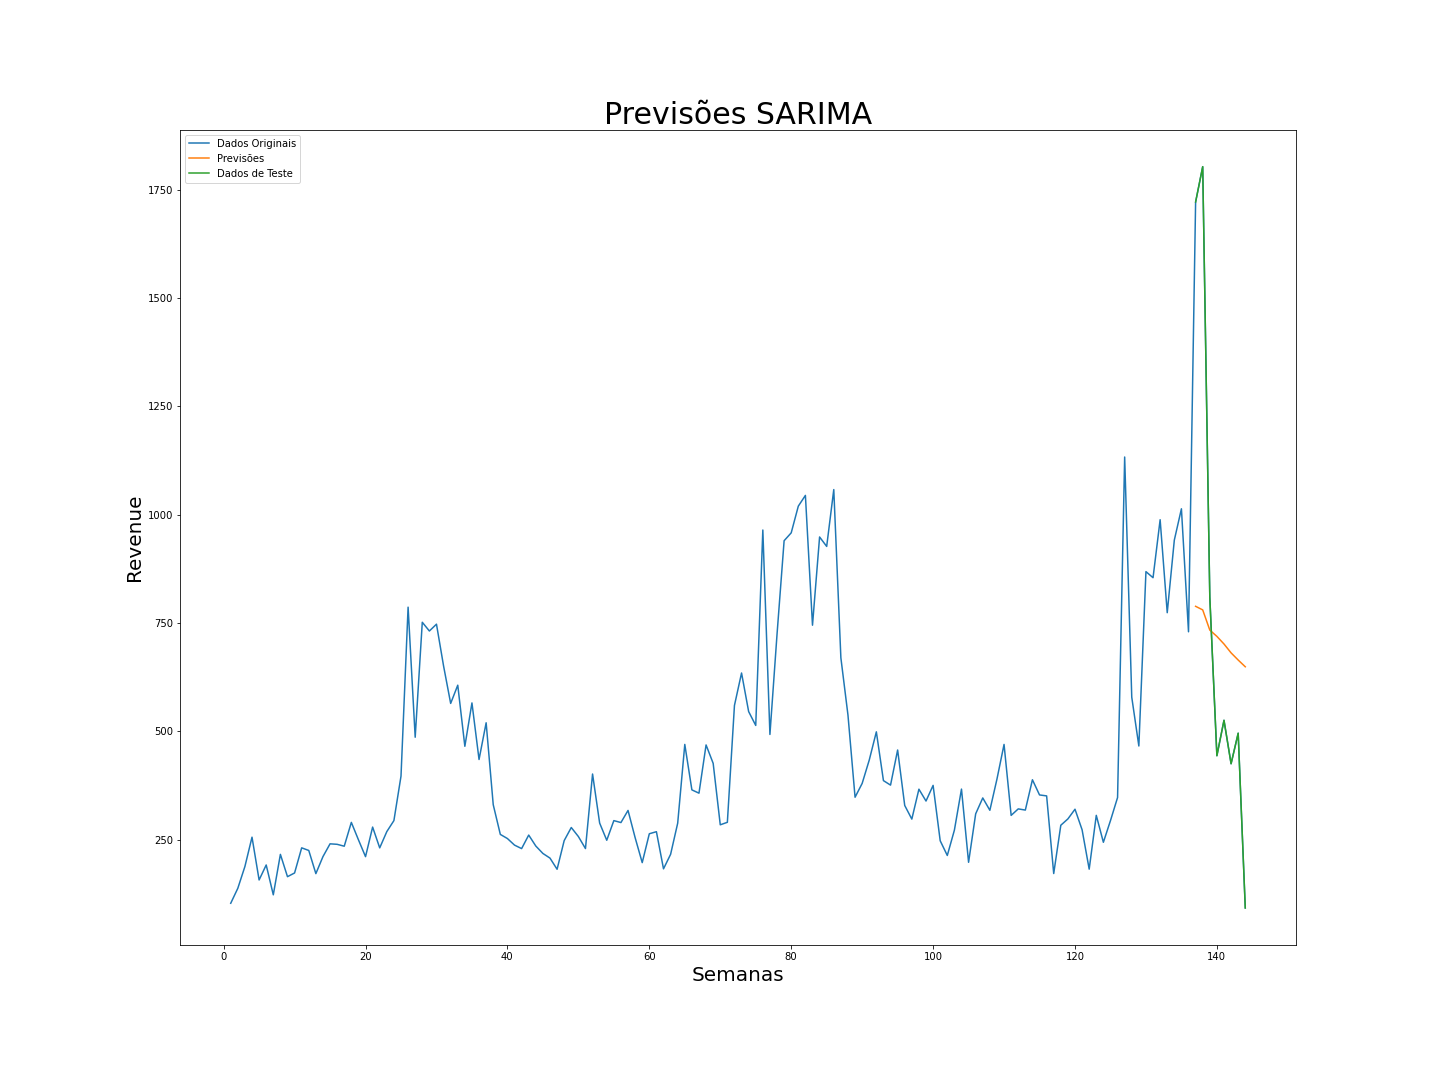 Previsões SARIMA
Dados Originais
Previsões
Dados de Teste
1750
1500
1250
1000
750
500
250
Revenue
0 20 40 60 80 100 120 140
Semanas